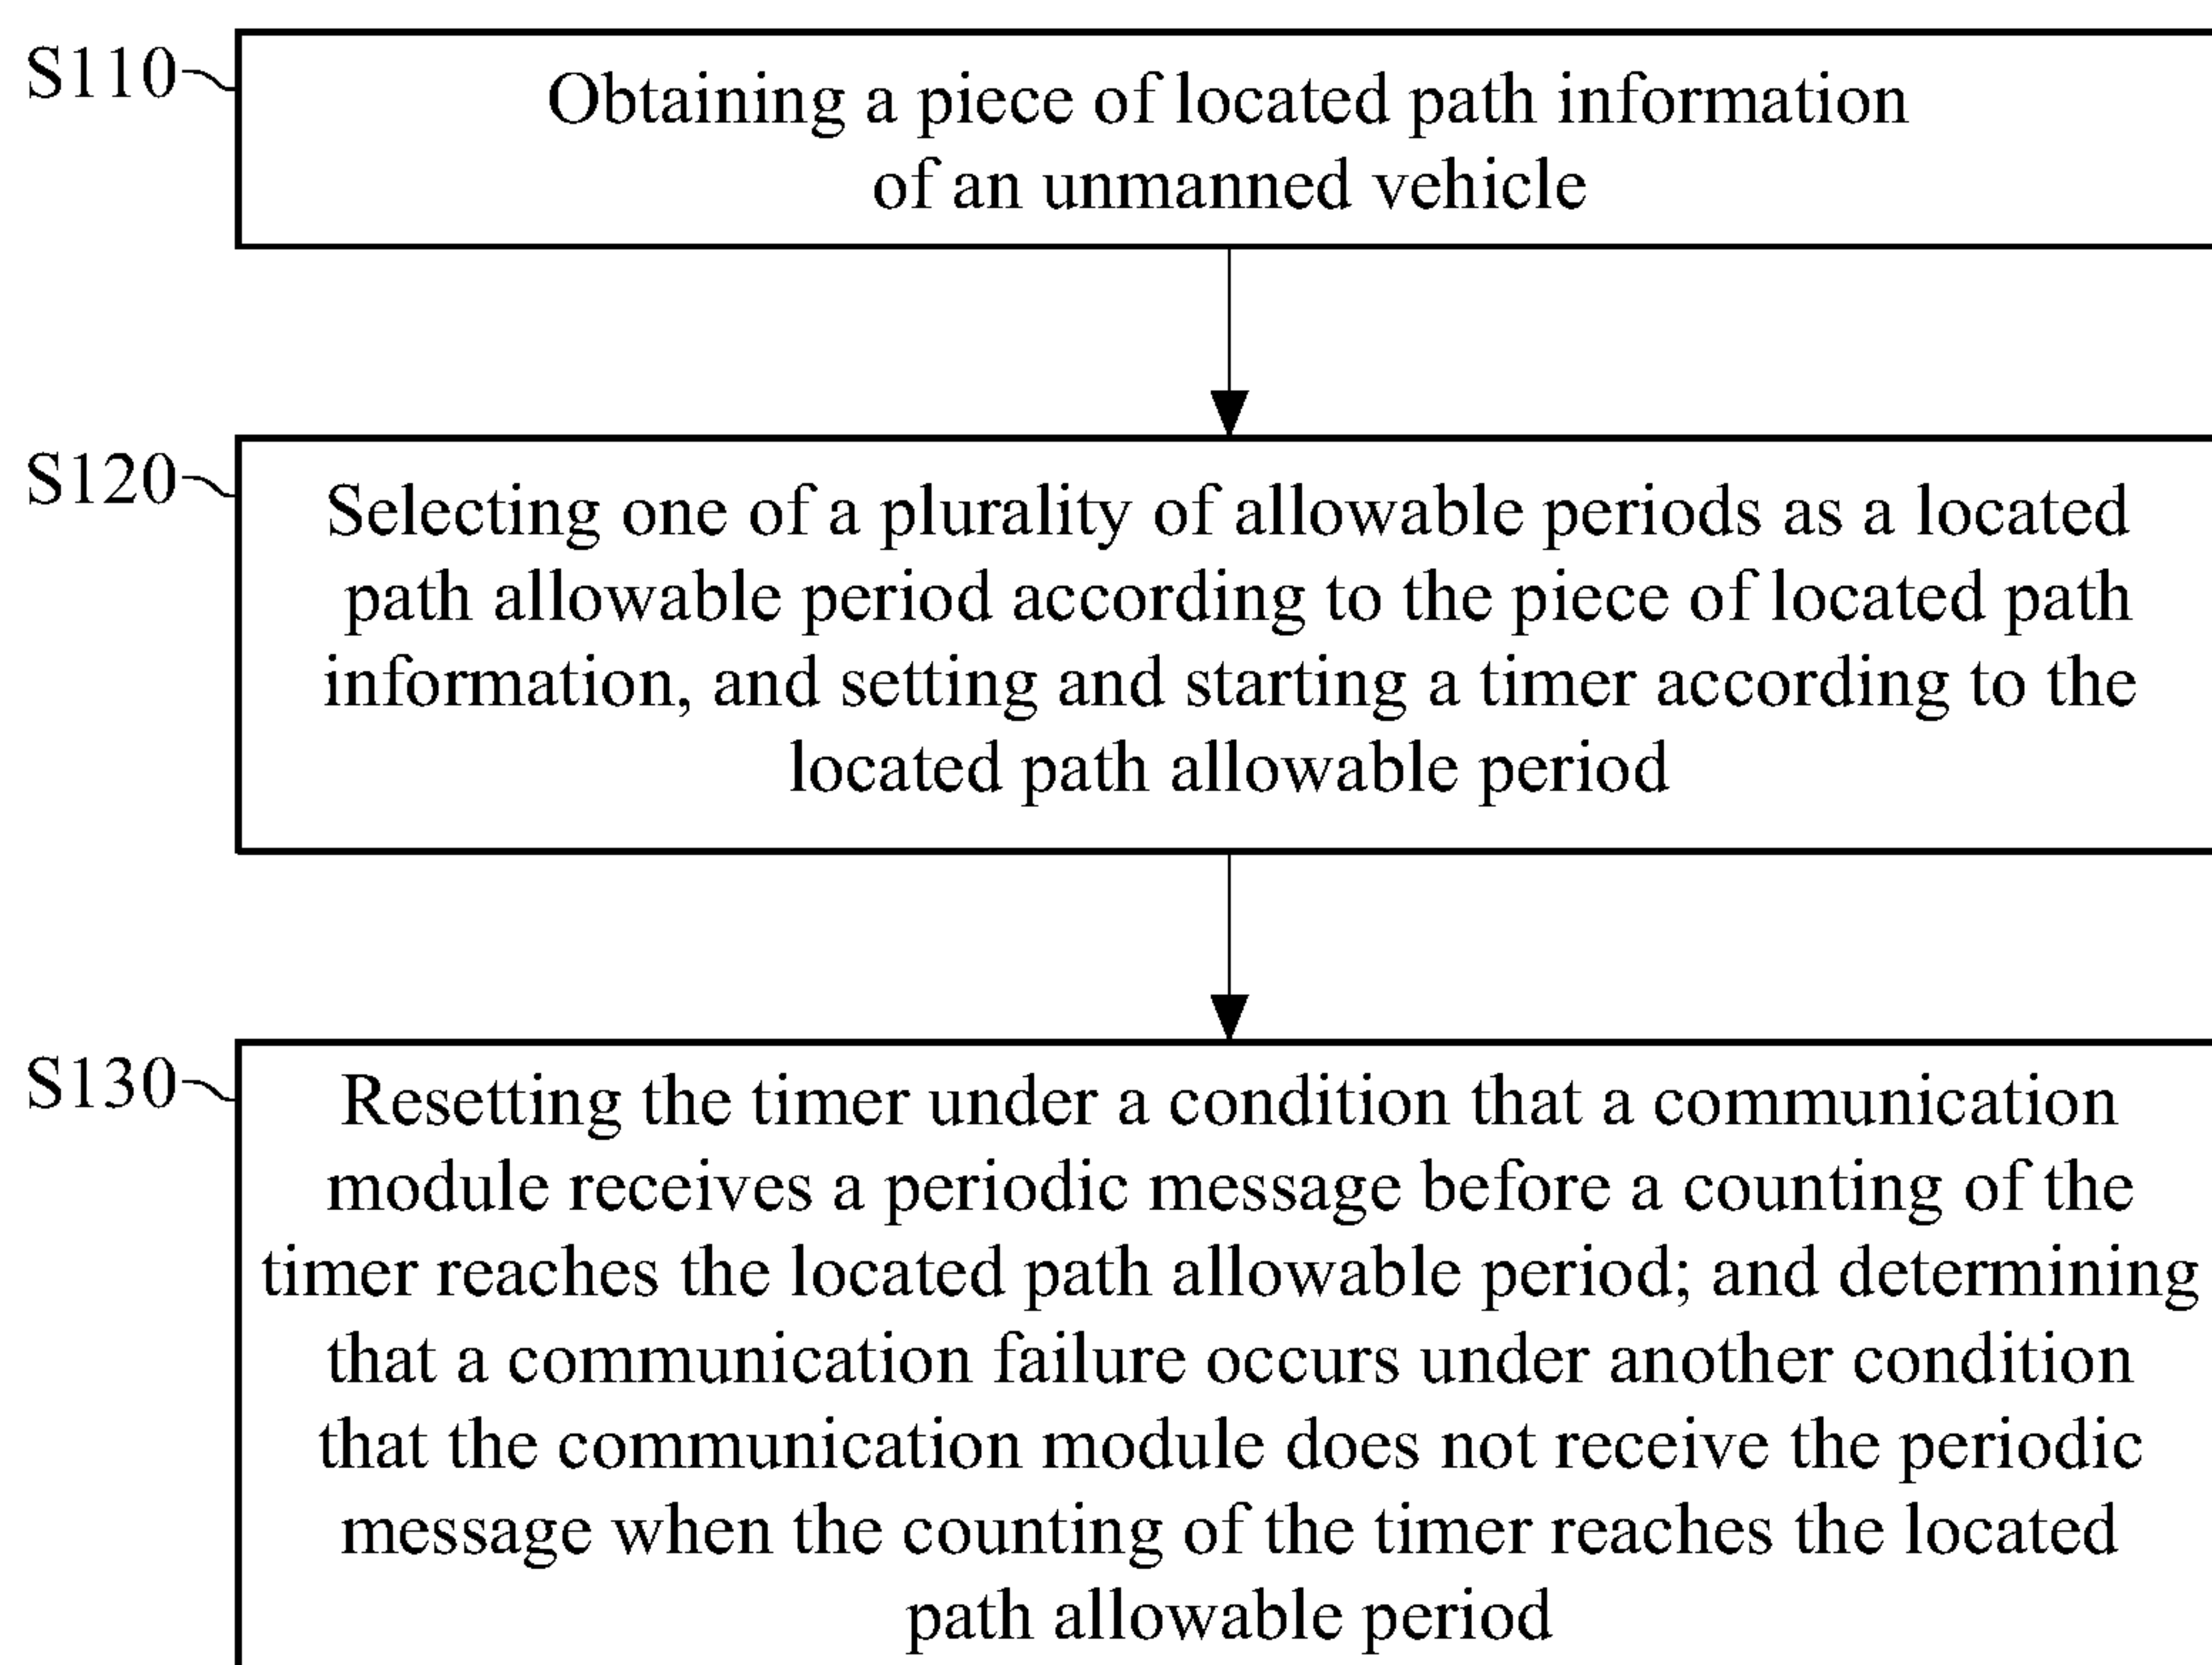 S110
Obtaining a piece of located path information
of an unmanned vehicle
S120
Selecting one of a plurality of allowable periods as a located
path allowable period according to the piece of located path
information, and setting and starting a timer according to the
located path allowable period
S130
Resetting the timer under a condition that a communication
module receives a periodic message before a counting of the
timer reaches the located path allowable period; and determining
that a communication failure occurs under another condition
that the communication module does not receive the periodic
message when the counting of the timer reaches the located
path allowable period